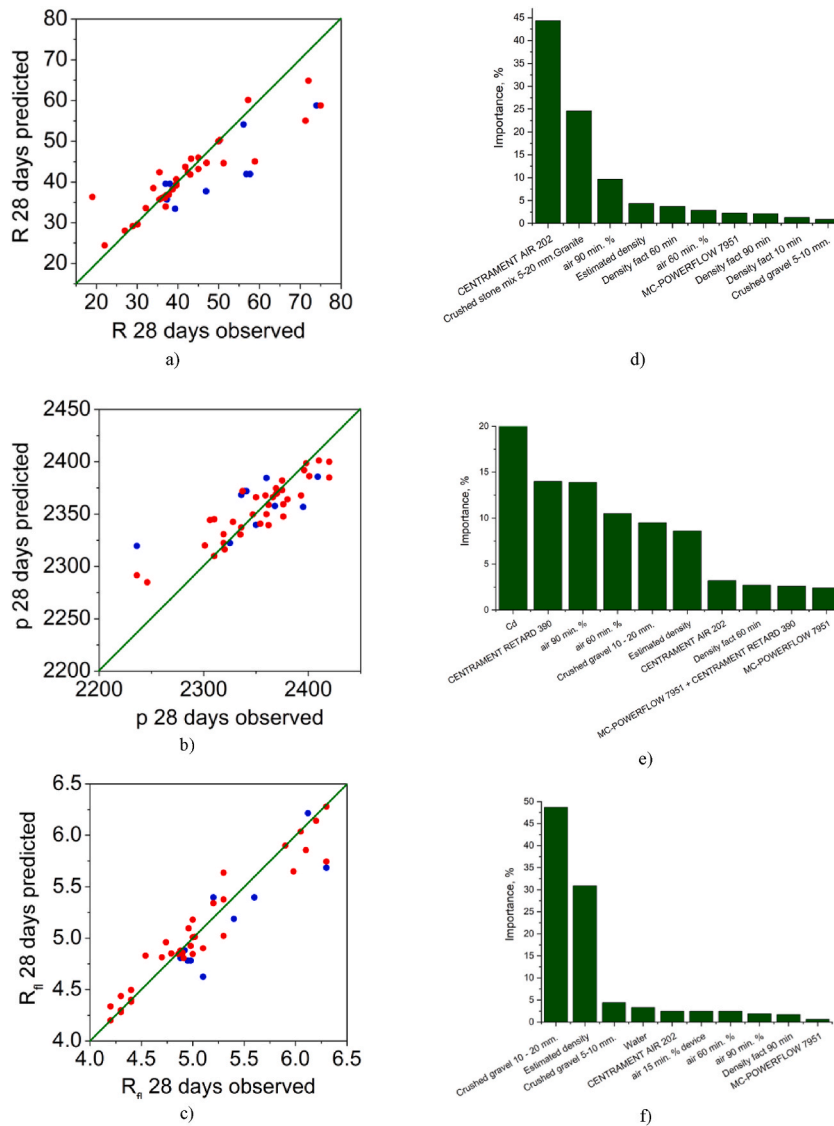 80
70
60
50
40
30
20
R 28 days predicted
20 30 40 50 60 70 80
R 28 days observed
a)
45
40
35
30
25
20
15
10
5
0
Importance, %
CENTRAMENT AIR 202
Crushed stone mix 5-20 mm.Granite
air 90 min. %
Estimated density
Density fact 60 min
air 60 min. %
MC-POWERFLOW 7951
Density fact 90 min
Density fact 10 min
Crushed gravel 5-10 mm.
d)
2450
2400
2350
2300
2250
2200
p 28 days predicted
2200 2300 2400
p 28 days observed
b)
20
15
10
5
0
Importance, %
Cd
CENTRAMENT RETARD 390
air 90 min. %
air 60 min. %
Crushed gravel 10 - 20 mm.
Estimated density
CENTRAMENT AIR 202
Density fact 60 min
MC-POWERFLOW 7951 + CENTRAMENT RETARD 390
MC-POWERFLOW 7951
e)
6.5
6.0
5.5
5.0
4.5
4.0
Rfl 28 days predicted
4.0 4.5 5.0 5.5 6.0 6.5
Rfl 28 days observed
c)
50
45
40
35
30
25
20
15
10
5
0
Importance, %
Crushed gravel 10 - 20 mm.
Estimated density
Crushed gravel 5-10 mm.
Water
CENTRAMENT AIR 202
air 15 min. % device
air 60 min. %
air 90 min. %
Density fact 90 min
MC-POWERFLOW 7951
f)